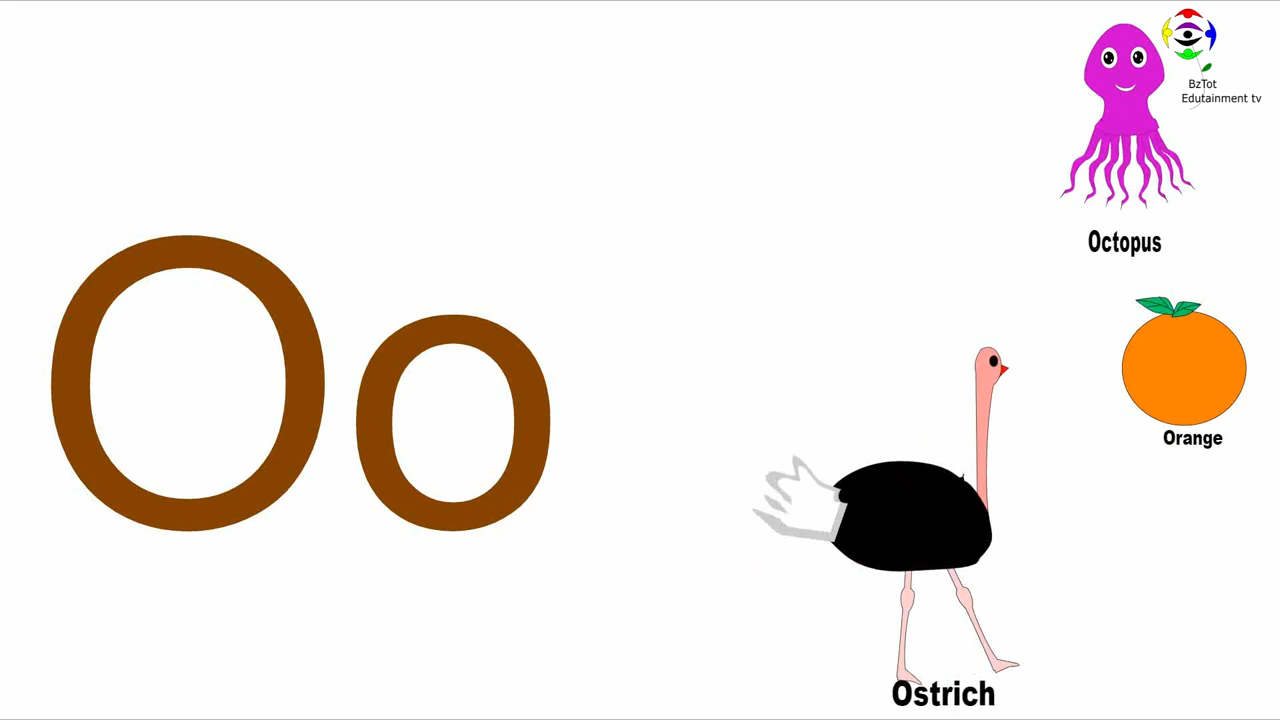 Oo
BzTot
Edutainment tv
Octopus
Orange
Ostrich